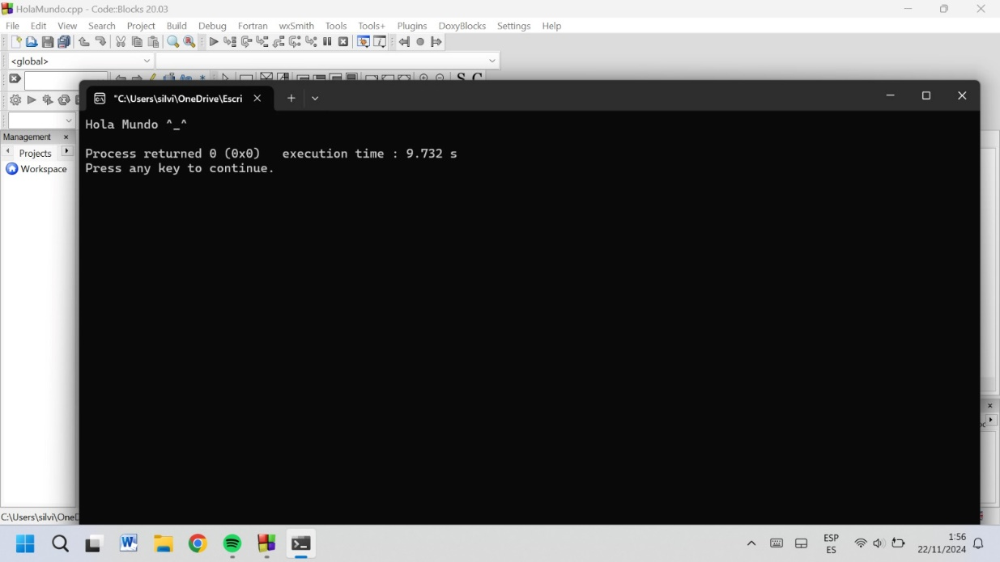 HolaMundo.cpp - Code::Blocks 20.03
File Edit View Search Project Build Debug Fortran wxSmith Tools Tools+ Plugins DoxyBlocks Settings Help
<global>
S C
"C:\Users\silvi\OneDrive\Escri
Hola Mundo ^_^
Management
Projects
Process returned 0 (0x0)   execution time : 9.732 s
Workspace
Press any key to continue.
C:\Users\silvi\OneD
ESP
ES
1:56
22/11/2024